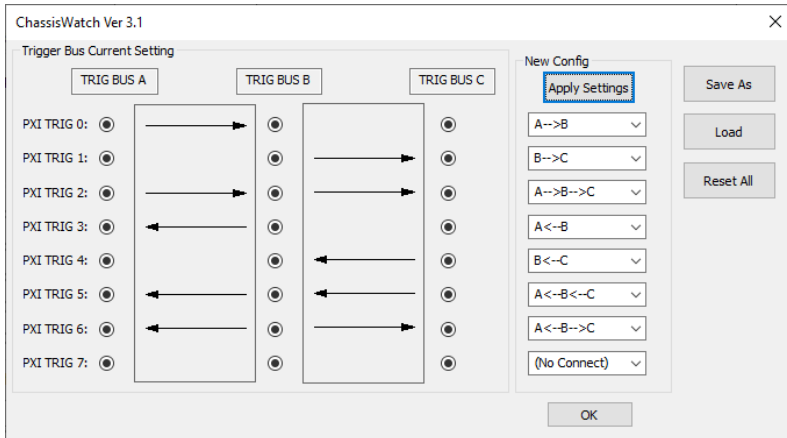 ChassisWatch Ver 3.1
Trigger Bus Current Setting
New Config
TRIG BUS A TRIG BUS B TRIG BUS C
Apply Settings
Save As
PXI TRIG 0: A-->B
Load
PXI TRIG 1: B-->C
Reset All
PXI TRIG 2: A-->B-->C
PXI TRIG 3: A<--B
PXI TRIG 4: B<--C
PXI TRIG 5: A<--B<--C
PXI TRIG 6: A<--B-->C
PXI TRIG 7: (No Connect)
OK